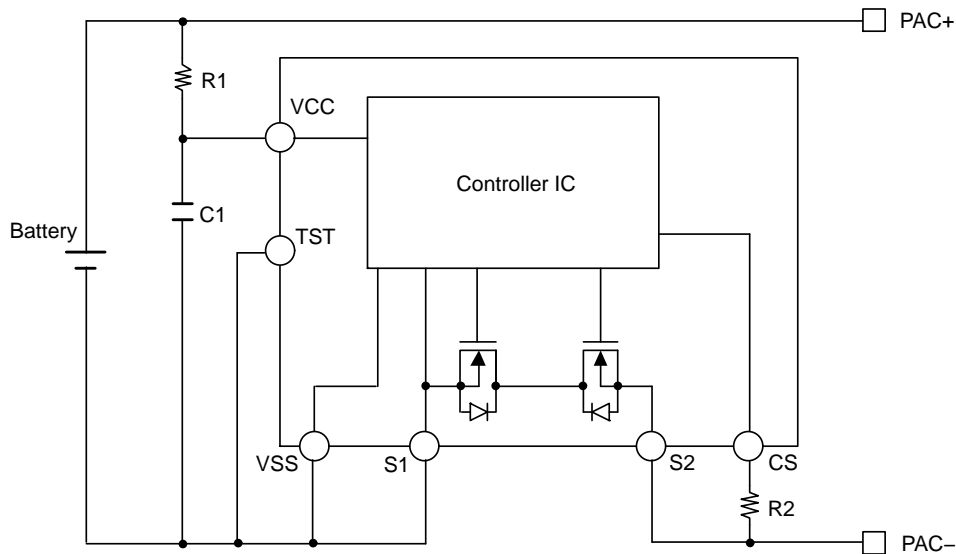 PAC+
R1
VCC
Controller IC
C1
Battery
TST
VSS
S1
S2
CS
R2
PAC–